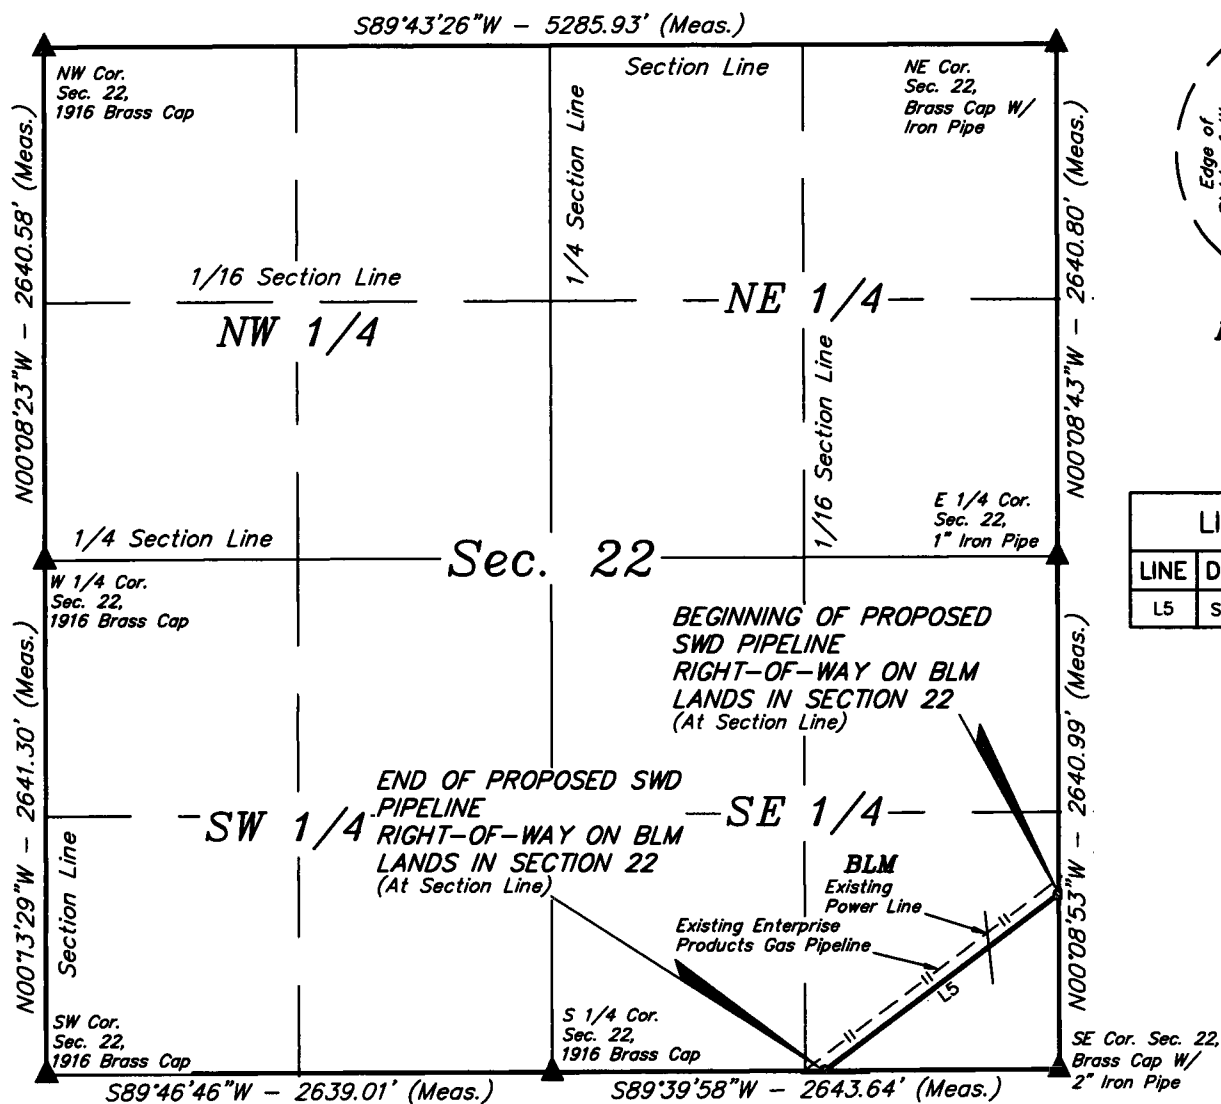 S89°43'26"W - 5285.93' (Meas.)
NW Cor.
Sec. 22,
1916 Brass Cap
Section Line
NE Cor.
Sec. 22,
Brass Cap W/
Iron Pipe
Edge of
N00°08'23"W - 2640.58' (Meas.)
1/4 Section Line
N00°08'43"W - 2640.80' (Meas.)
1/16 Section Line
NW 1/4
NE 1/4
1/16 Section Line
E 1/4 Cor.
Sec. 22,
1" Iron Pipe
1/4 Section Line
Sec. 22
LI
LINE D
L5 S
W 1/4 Cor.
Sec. 22,
1916 Brass Cap
BEGINNING OF PROPOSED
SWD PIPELINE
RIGHT-OF-WAY ON BLM
LANDS IN SECTION 22
(At Section Line)
N00°13'29"W - 2641.30' (Meas.)
Section Line
END OF PROPOSED SWD
PIPELINE
RIGHT-OF-WAY ON BLM
LANDS IN SECTION 22
(At Section Line)
SW 1/4
SE 1/4
N00°08'53"W - 2640.99' (Meas.)
BLM
Existing
Power Line
Existing Enterprise
Products Gas Pipeline
L5
SW Cor.
Sec. 22,
1916 Brass Cap
S 1/4 Cor.
Sec. 22,
1916 Brass Cap
SE Cor. Sec. 22,
Brass Cap W/
2" Iron Pipe
S89°46'46"W - 2639.01' (Meas.)
S89°39'58"W - 2643.64' (Meas.)